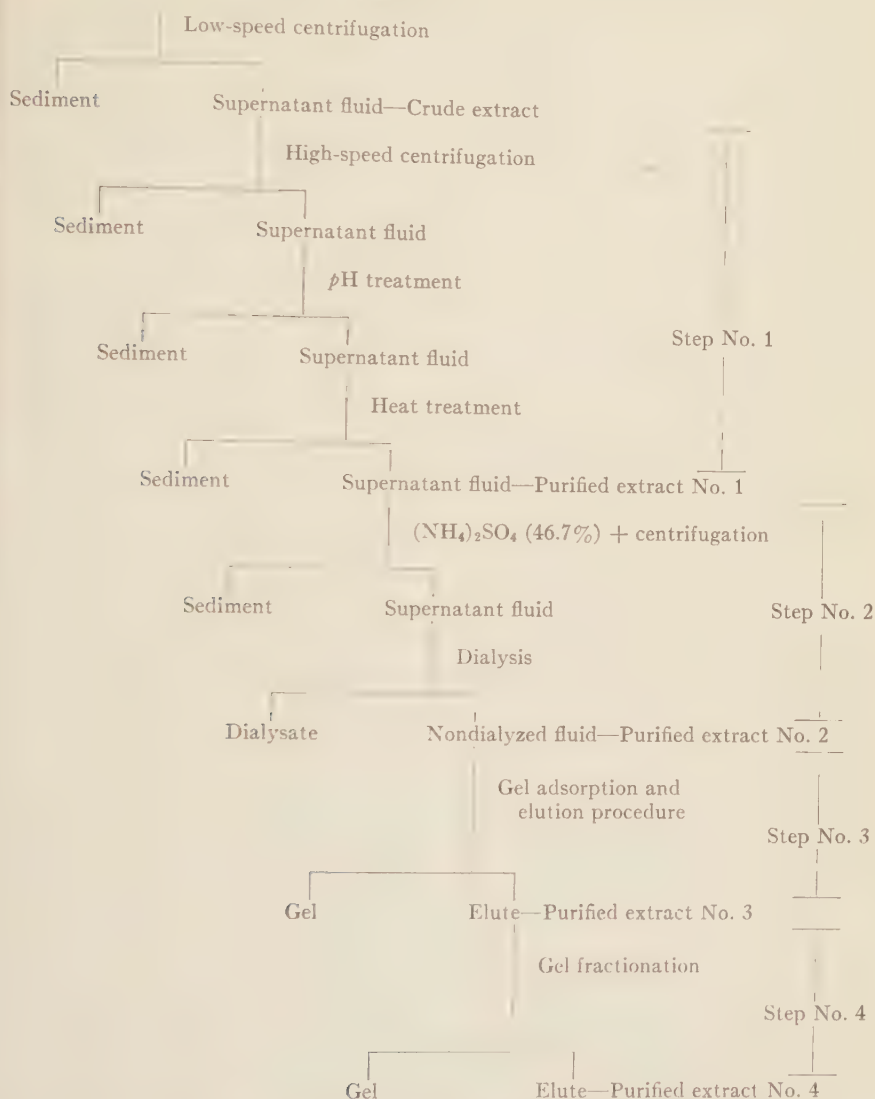 Low-speed centrifugation
Sediment Supernatant fluid—Crude extract
High-speed centrifugation
Sediment Supernatant fluid
pH treatment
Sediment Supernatant fluid Step No. 1
Heat treatment
Sediment Supernatant fluid—Purified extract No. 1
(NH₄)₂SO₄ (46.7%) + centrifugation
Sediment Supernatant fluid Step No. 2
Dialysis
Dialysate Nondialyzed fluid—Purified extract No. 2
Gel adsorption and
elution procedure
Step No. 3
Gel Elute—Purified extract No. 3
Gel fractionation
Step No. 4
Gel Elute—Purified extract No. 4